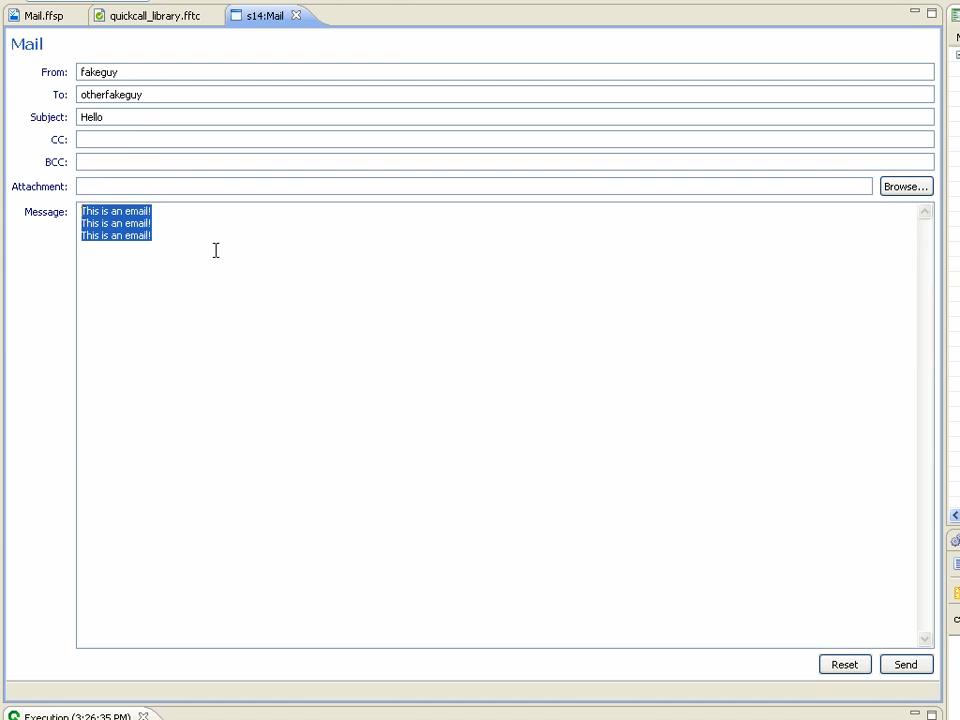 Mail.ffsp
quickcall_library.fftc
s14:Mail
Mail
From: fakeguy
To: otherfakeguy
Subject: Hello
CC:
BCC:
Attachment:
Browse...
Message: This is an email!
This is an email!
This is an email!
Reset
Send
Execution (3:26:35 PM)